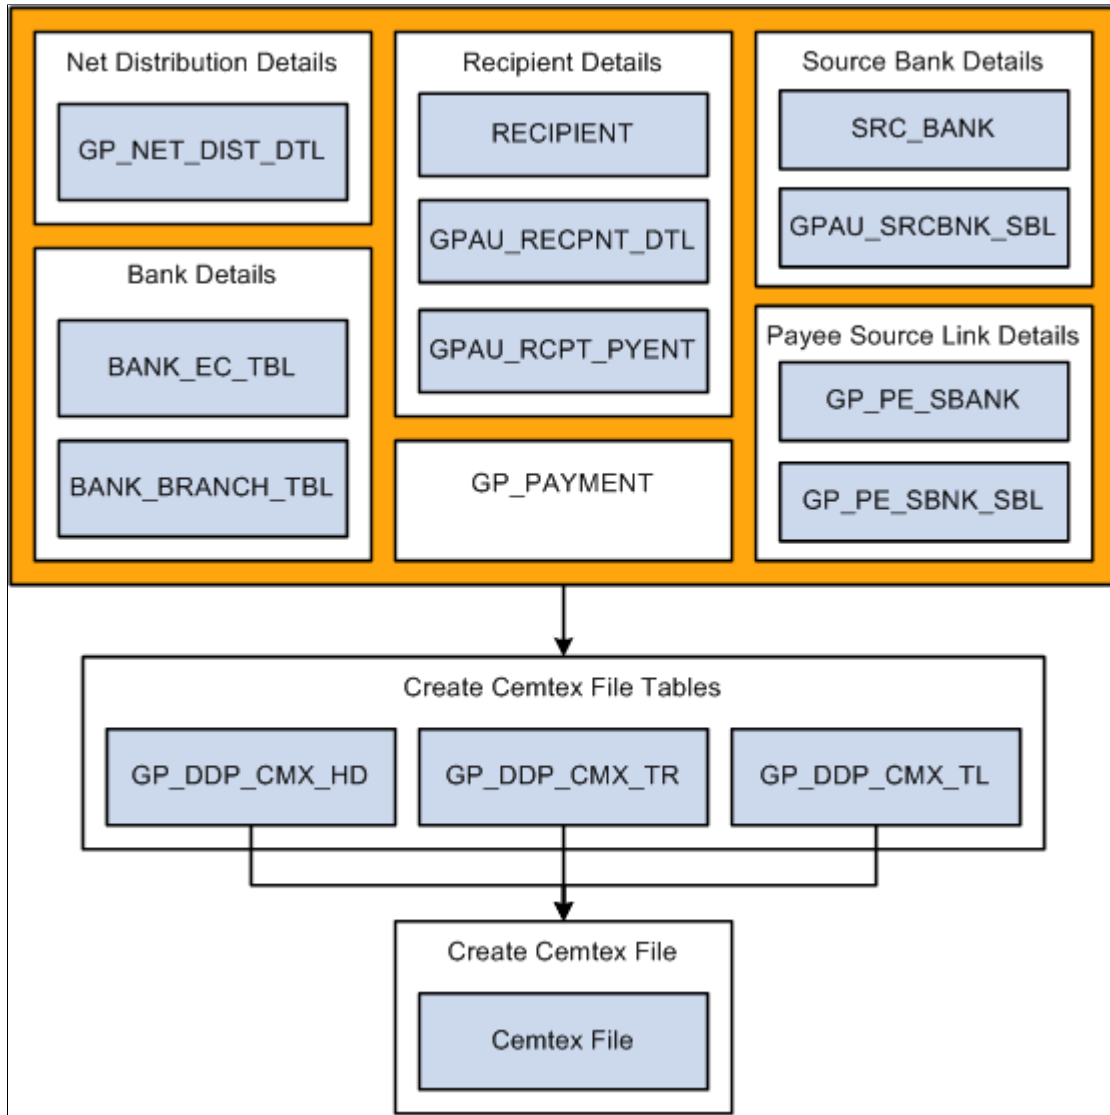 Net Distribution Details
GP_NET_DIST_DTL
Bank Details
BANK_EC_TBL
BANK_BRANCH_TBL
Recipient Details
RECIPIENT
GPAU_RECPNT_DTL
GPAU_RCPT_PYENT
GP_PAYMENT
Source Bank Details
SRC_BANK
GPAU_SRCBNK_SBL
Payee Source Link Details
GP_PE_SBANK
GP_PE_SBNK_SBL
Create Cemtex File Tables
GP_DDP_CMX_HD
GP_DDP_CMX_TR
GP_DDP_CMX_TL
Create Cemtex File
Cemtex File